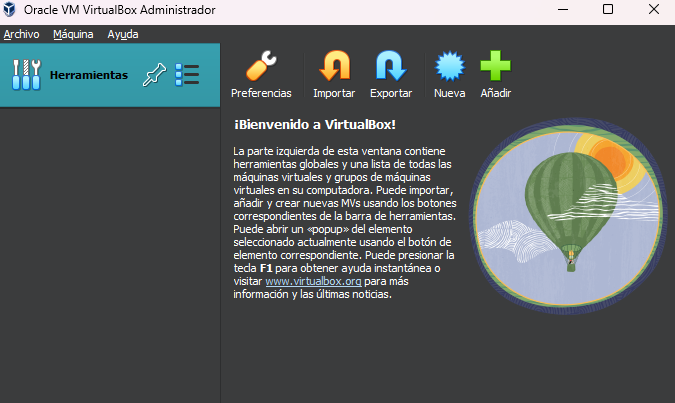 Oracle VM VirtualBox Administrador
Archivo Máquina Ayuda
Herramientas
Preferencias Importar Exportar Nueva Añadir
¡Bienvenido a VirtualBox!
La parte izquierda de esta ventana contiene
herramientas globales y una lista de todas las
máquinas virtuales y grupos de máquinas
virtuales en su computadora. Puede importar,
añadir y crear nuevas MVs usando los botones
correspondientes de la barra de herramientas.
Puede abrir un «popup» del elemento
seleccionado actualmente usando el botón de
elemento correspondiente. Puede presionar la
tecla F1 para obtener ayuda instantánea o
visitar www.virtualbox.org para más
información y las últimas noticias.